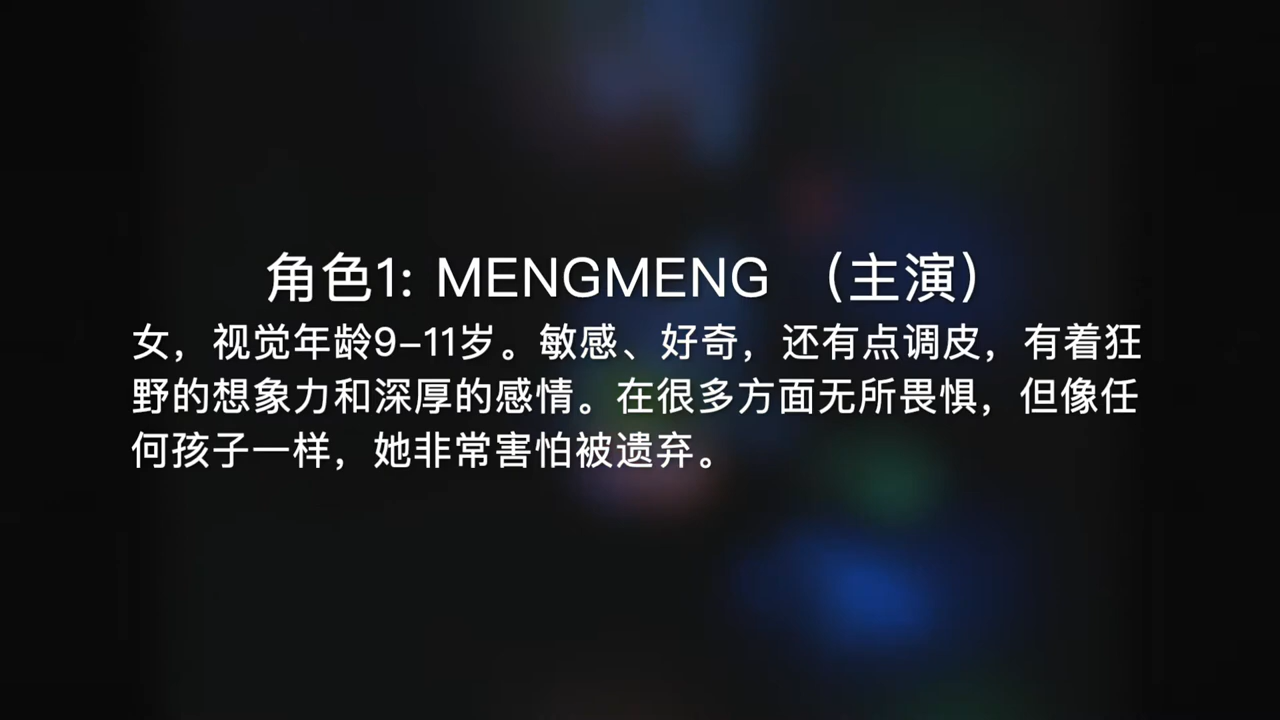 角色1: MENGMENG （主演）
女，视觉年龄9–11岁。敏感、好奇，还有点调皮，有着狂
野的想象力和深厚的感情。在很多方面无所畏惧，但像任
何孩子一样，她非常害怕被遗弃。